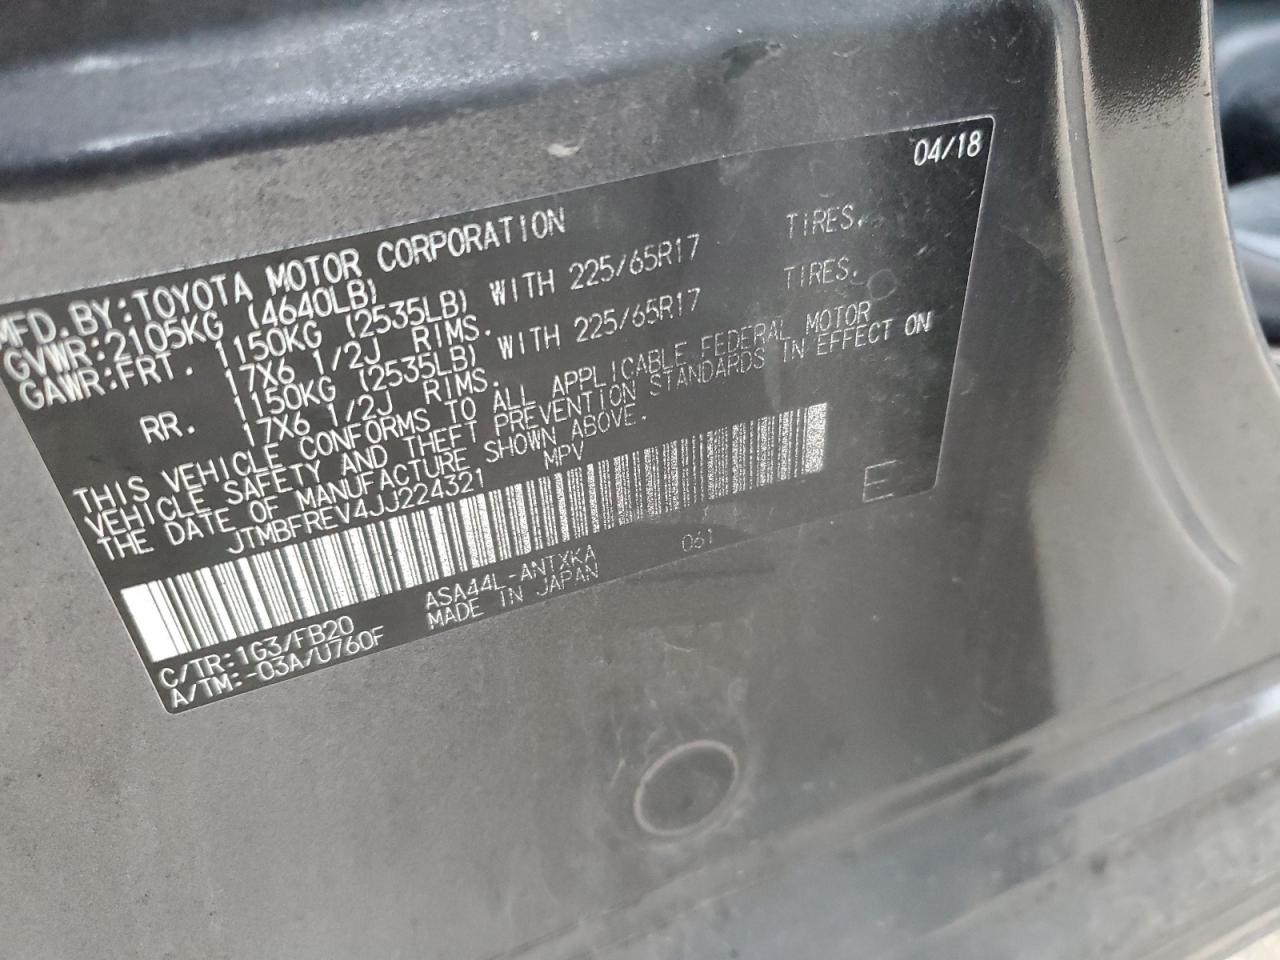 04/18
MFD. BY: TOYOTA MOTOR CORPORATION
GVWR: 2105KG (4640LB)
GAWR: FRT. 1150KG (2535LB) WITH 225/65R17 TIRES,
17X6 1/2J RIMS.
RR. 1150KG (2535LB) WITH 225/65R17 TIRES,
17X6 1/2J RIMS.
THIS VEHICLE CONFORMS TO ALL APPLICABLE FEDERAL MOTOR
VEHICLE SAFETY AND THEFT PREVENTION STANDARDS IN EFFECT ON
THE DATE OF MANUFACTURE SHOWN ABOVE.
JTMBFREV4JJ224321 MPV
E
C/TR: 1G3/FB20 ASA44L-ANTXKA 061
A/TM: -03A/U760F MADE IN JAPAN